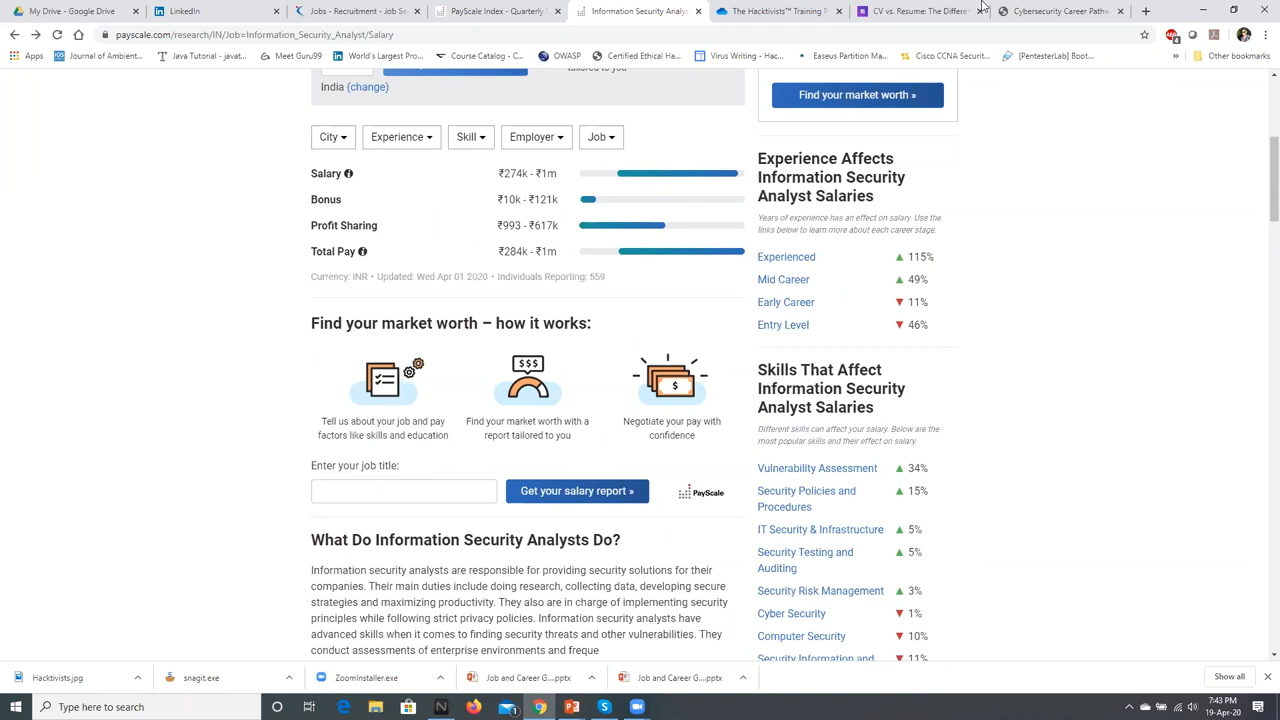 My Drive - Google Drive
LinkedIn
Jobs - Recruitment - Job Se
PayScale Index - Quarterly
Information Security Analyst
The Hacktivists™ Training
CV vs. Resume: The Differen
Cybersecurity Career Pathw
payscale.com/research/IN/Job=Information_Security_Analyst/Salary
Apps
Journal of Ambient...
Java Tutorial - javat...
Meet Guru99
World's Largest Pro...
Course Catalog - C...
OWASP
Certified Ethical Ha...
Virus Writing - Hac...
Easeus Partition Ma...
Cisco CCNA Securit...
[PentesterLab] Boot...
»
Other bookmarks
tailored to you
India (change)
Find your market worth »
City
Experience
Skill
Employer
Job
Salary ₹274k - ₹1m
Bonus ₹10k - ₹121k
Profit Sharing ₹993 - ₹617k
Total Pay ₹284k - ₹1m
Currency: INR • Updated: Wed Apr 01 2020 • Individuals Reporting: 559
Find your market worth – how it works:
$$$
$
Tell us about your job and pay
factors like skills and education
Find your market worth with a
report tailored to you
Negotiate your pay with
confidence
Enter your job title:
Get your salary report »
PayScale
What Do Information Security Analysts Do?
Information security analysts are responsible for providing security solutions for their
companies. Their main duties include doing research, collecting data, developing secure
strategies and maximizing productivity. They also are in charge of implementing security
principles while following strict privacy policies. Information security analysts have
advanced skills when it comes to finding security threats and other vulnerabilities. They
conduct assessments of enterprise environments and freque
Experience Affects
Information Security
Analyst Salaries
Years of experience has an effect on salary. Use the
links below to learn more about each career stage.
Experienced ▲ 115%
Mid Career ▲ 49%
Early Career ▼ 11%
Entry Level ▼ 46%
Skills That Affect
Information Security
Analyst Salaries
Different skills can affect your salary. Below are the
most popular skills and their effect on salary.
Vulnerability Assessment ▲ 34%
Security Policies and ▲ 15%
Procedures
IT Security & Infrastructure ▲ 5%
Security Testing and ▲ 5%
Auditing
Security Risk Management ▲ 3%
Cyber Security ▼ 1%
Computer Security ▼ 10%
Security Information and ▼ 11%
Hacktivists.jpg
snagit.exe
ZoomInstaller.exe
Job and Career G....pptx
Job and Career G....pptx
Show all
Type here to search
7:43 PM
19-Apr-20